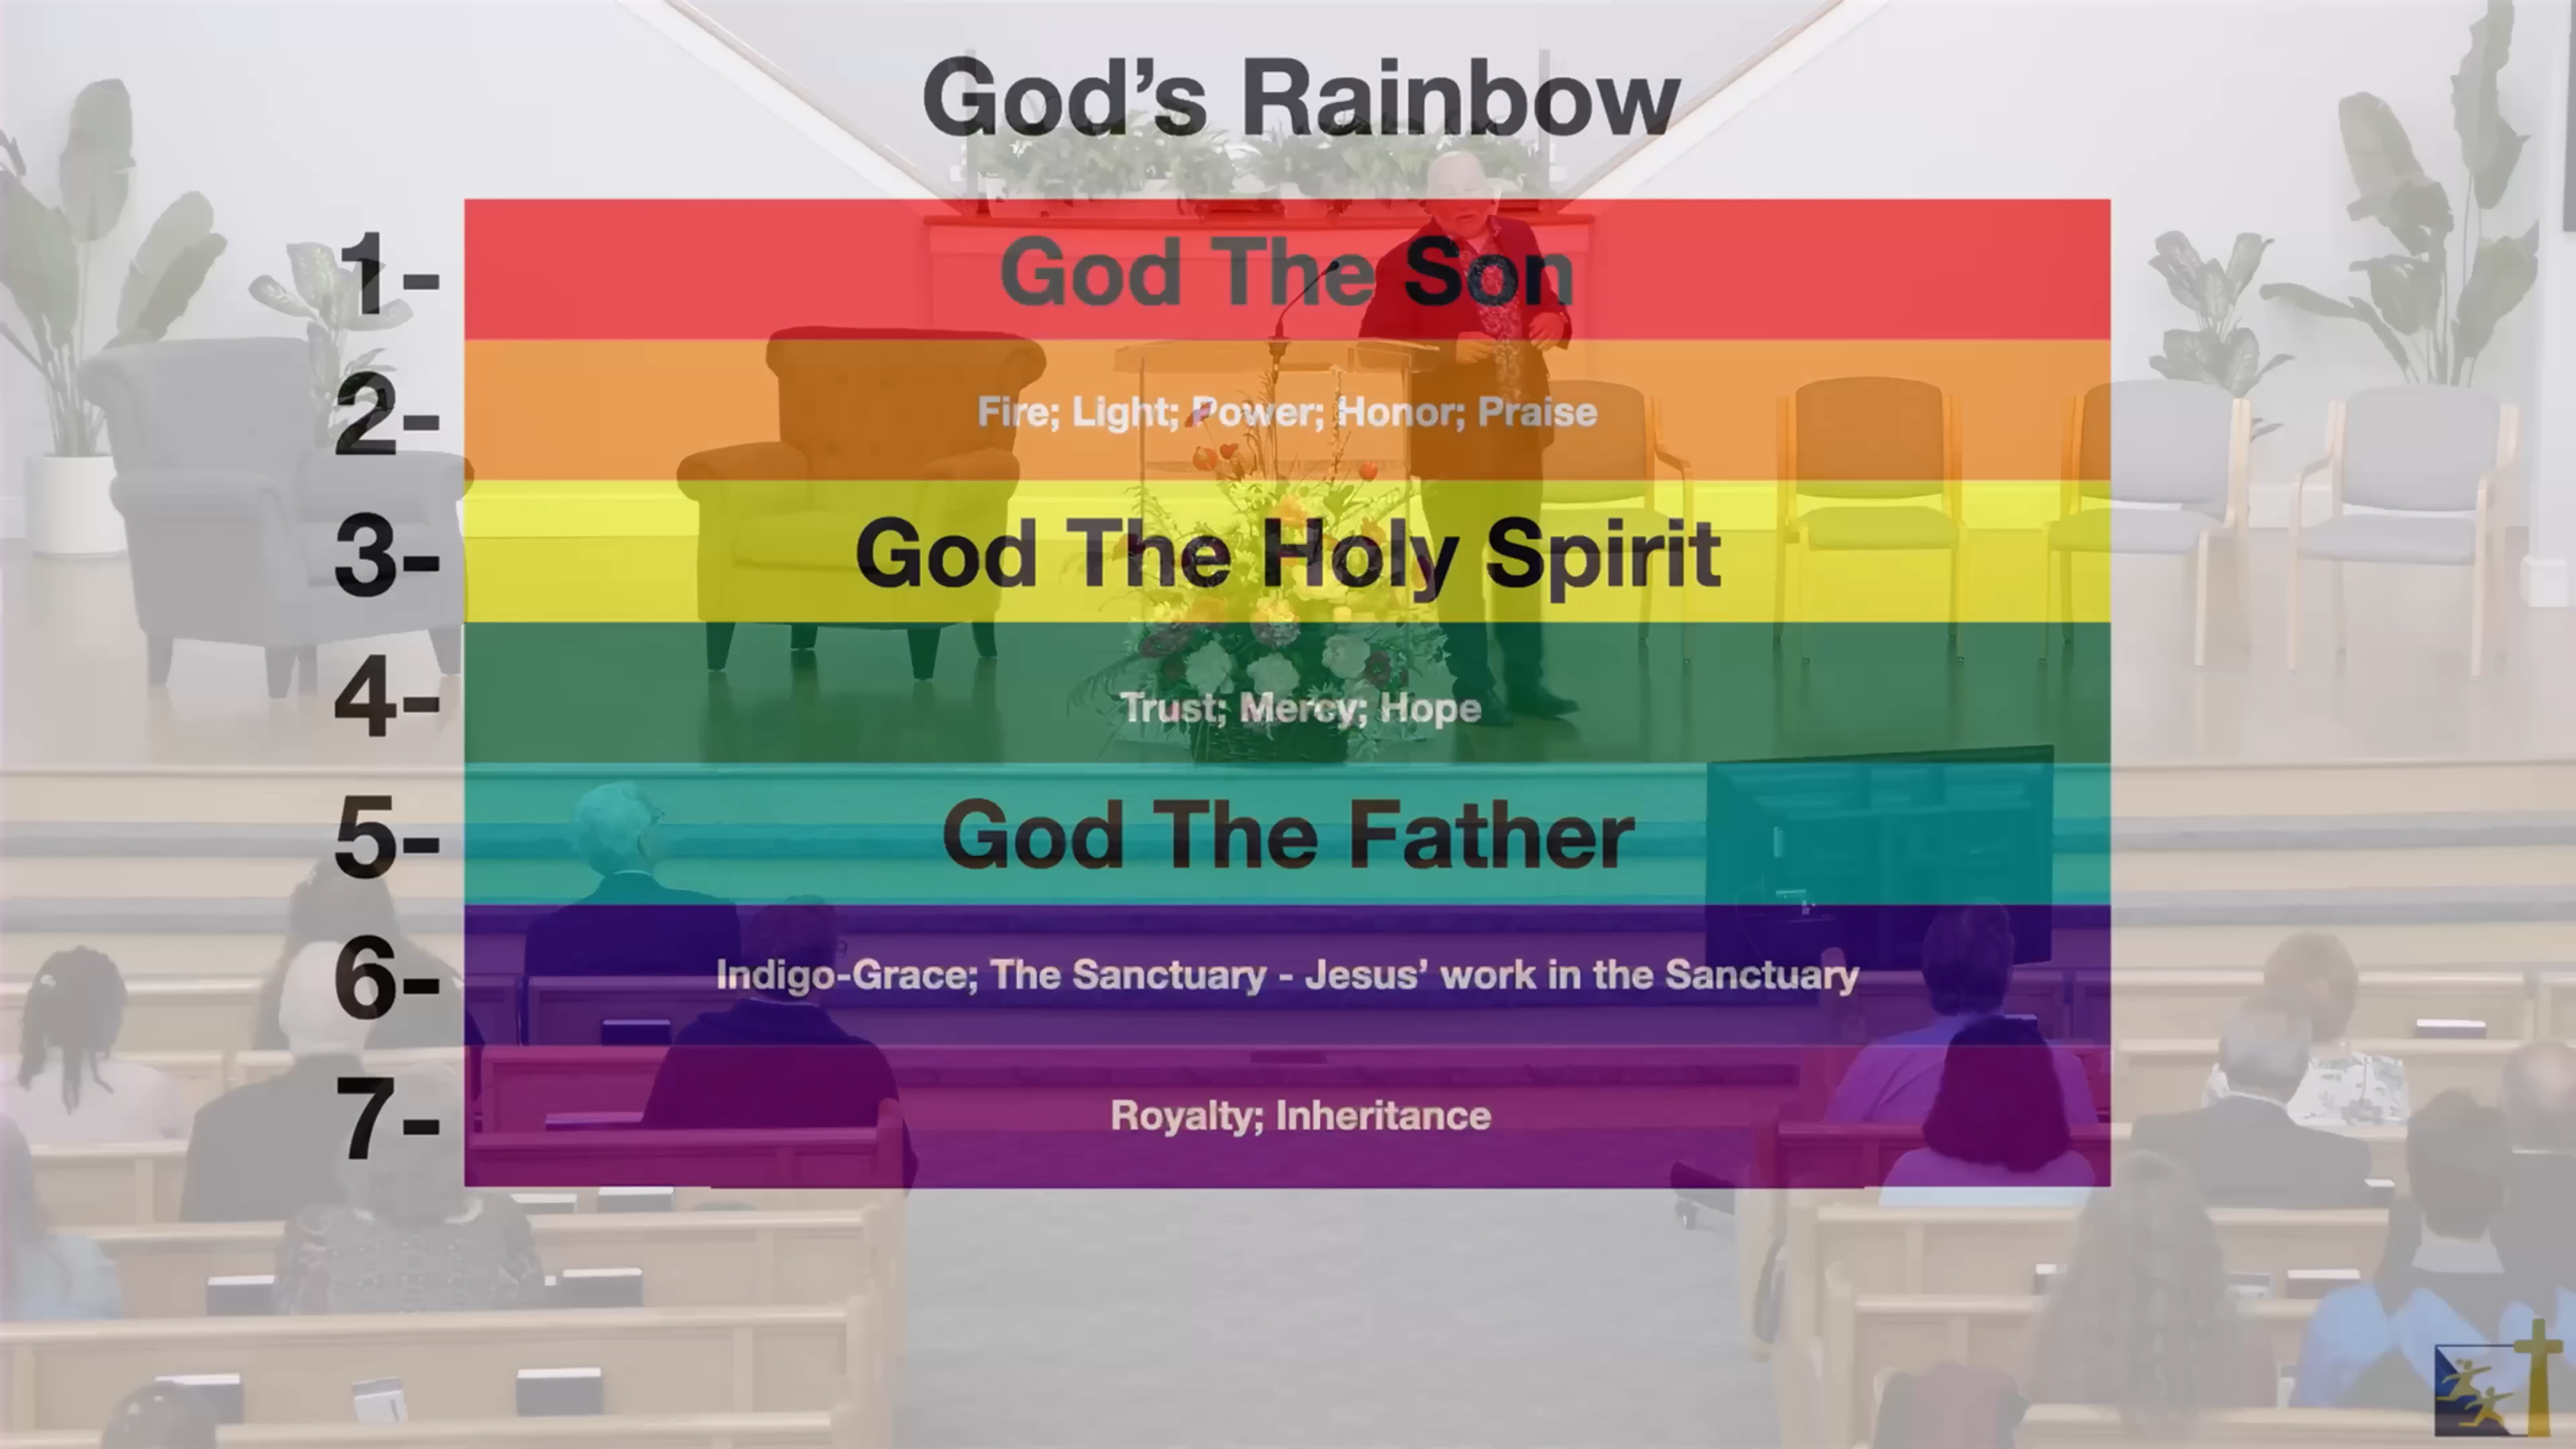 God’s Rainbow
1- God The Son
2- Fire; Light; Power; Honor; Praise
3- God The Holy Spirit
4- Trust; Mercy; Hope
5- God The Father
6- Indigo-Grace; The Sanctuary - Jesus’ work in the Sanctuary
7- Royalty; Inheritance